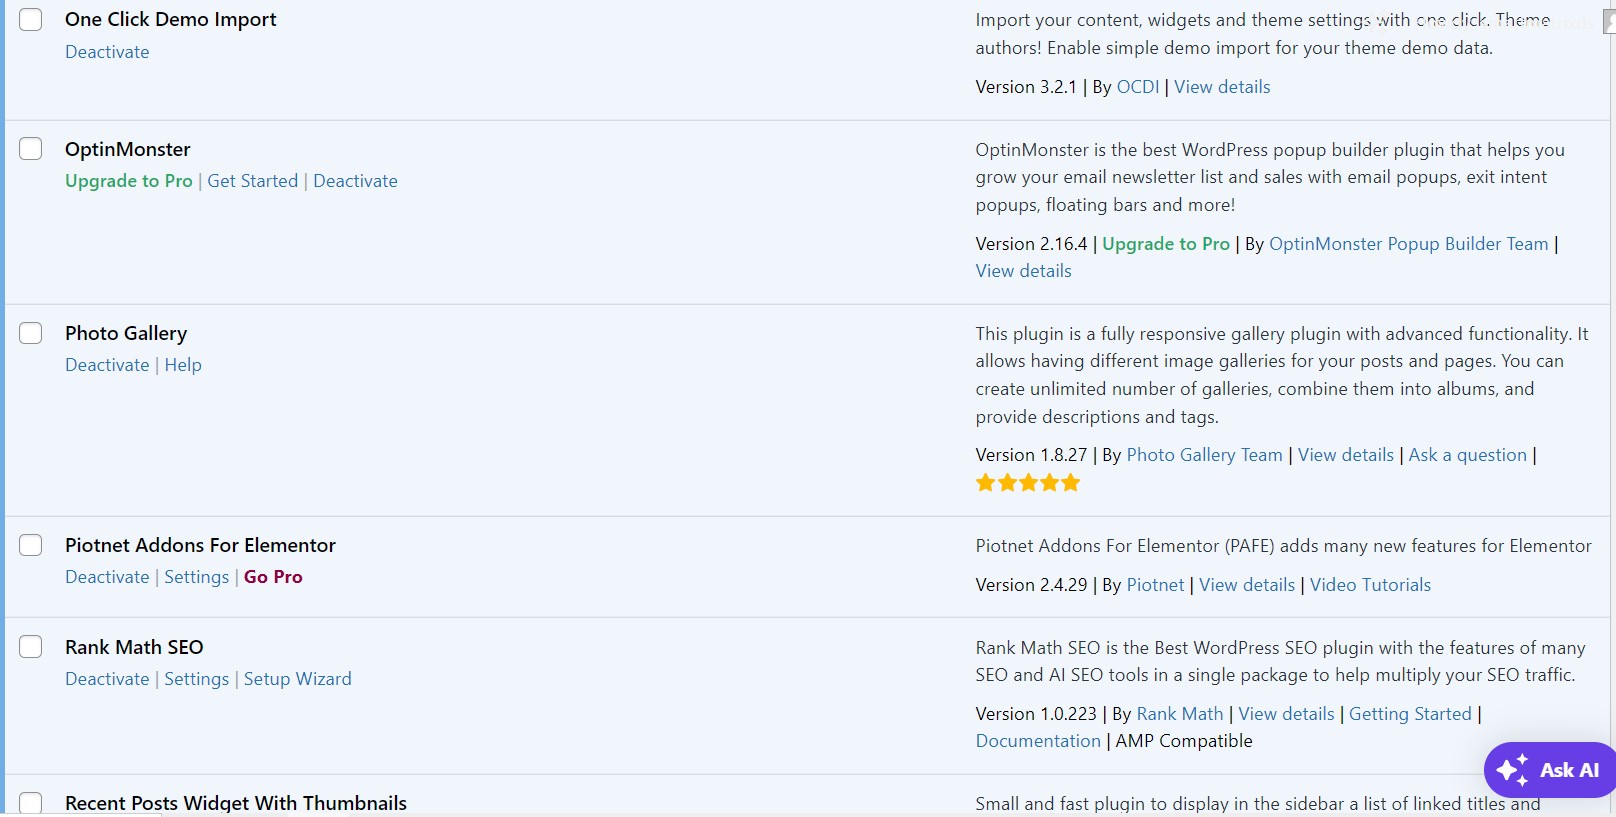 One Click Demo Import
Deactivate
Import your content, widgets and theme settings with one click. Theme
authors! Enable simple demo import for your theme demo data.
Version 3.2.1 | By OCDI | View details
OptinMonster
Upgrade to Pro | Get Started | Deactivate
OptinMonster is the best WordPress popup builder plugin that helps you
grow your email newsletter list and sales with email popups, exit intent
popups, floating bars and more!
Version 2.16.4 | Upgrade to Pro | By OptinMonster Popup Builder Team |
View details
Photo Gallery
Deactivate | Help
This plugin is a fully responsive gallery plugin with advanced functionality. It
allows having different image galleries for your posts and pages. You can
create unlimited number of galleries, combine them into albums, and
provide descriptions and tags.
Version 1.8.27 | By Photo Gallery Team | View details | Ask a question |
Piotnet Addons For Elementor
Deactivate | Settings | Go Pro
Piotnet Addons For Elementor (PAFE) adds many new features for Elementor
Version 2.4.29 | By Piotnet | View details | Video Tutorials
Rank Math SEO
Deactivate | Settings | Setup Wizard
Rank Math SEO is the Best WordPress SEO plugin with the features of many
SEO and AI SEO tools in a single package to help multiply your SEO traffic.
Version 1.0.223 | By Rank Math | View details | Getting Started |
Documentation | AMP Compatible
Ask AI
Recent Posts Widget With Thumbnails
Small and fast plugin to display in the sidebar a list of linked titles and